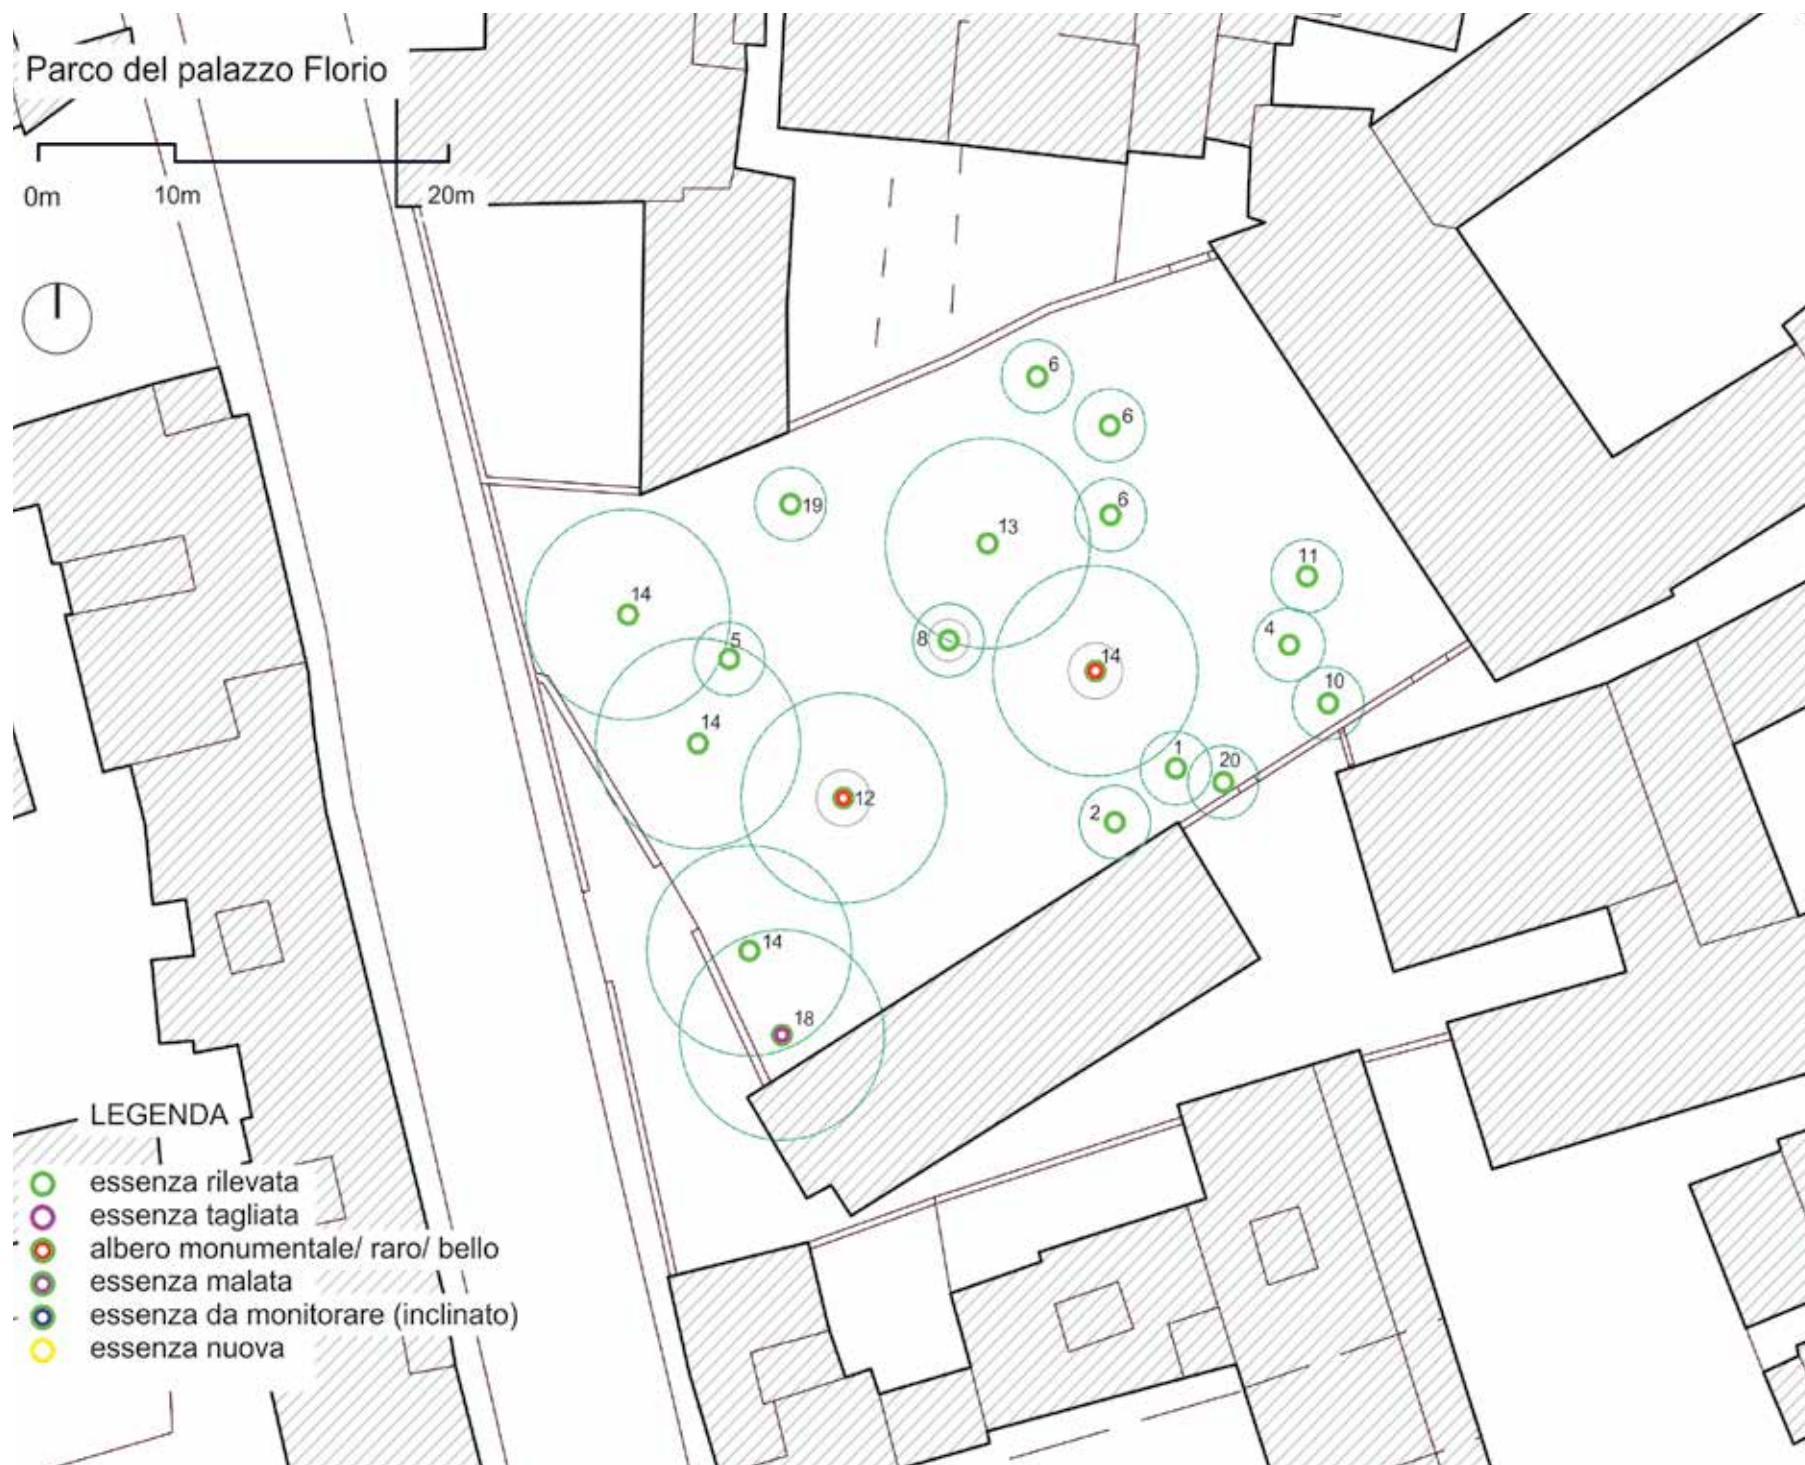 Parco del palazzo Florio
0m 10m 20m
6
6
19
6
13
11
14
4
5
8
14
10
14
1
20
12
2
14
18
LEGENDA
essenza rilevata
essenza tagliata
albero monumentale/ raro/ bello
essenza malata
essenza da monitorare (inclinato)
essenza nuova